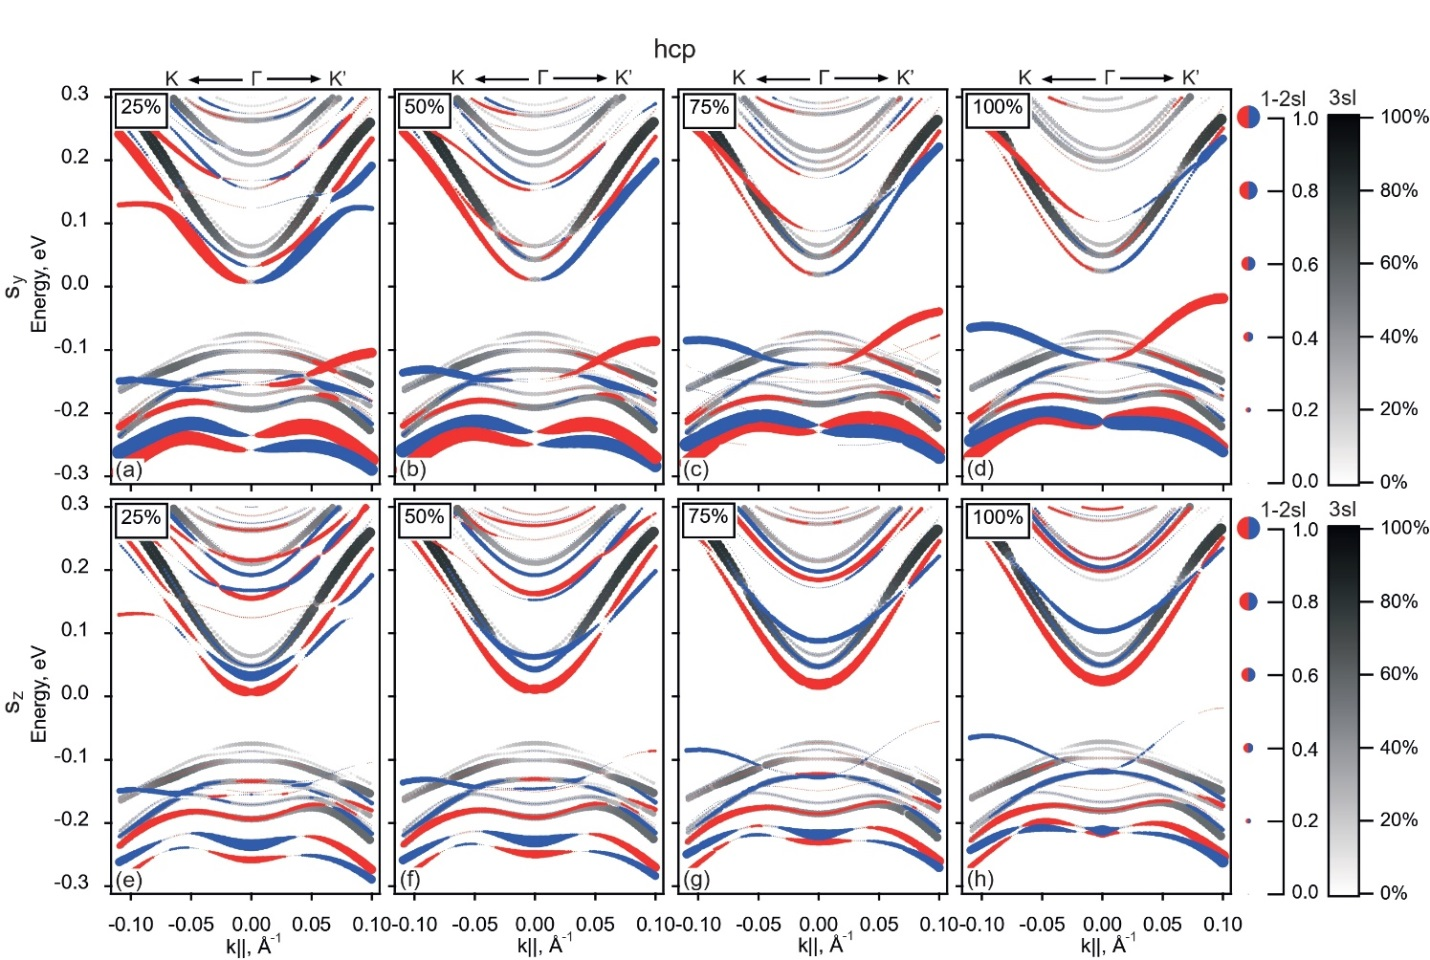 hcp
K Γ K' K Γ K' K Γ K' K Γ K'
25% 50% 75% 100%
0.3
0.2
0.1
0.0
-0.1
-0.2
-0.3
sy
Energy, eV
(a) (b) (c) (d)
1-2sl 3sl
1.0 100%
0.8 80%
0.6 60%
0.4 40%
0.2 20%
0.0 0%
25% 50% 75% 100%
0.3
0.2
0.1
0.0
-0.1
-0.2
-0.3
sz
Energy, eV
(e) (f) (g) (h)
1-2sl 3sl
1.0 100%
0.8 80%
0.6 60%
0.4 40%
0.2 20%
0.0 0%
-0.10 -0.05 0.00 0.05 0.10 -0.10 -0.05 0.00 0.05 0.10 -0.10 -0.05 0.00 0.05 0.10 -0.10 -0.05 0.00 0.05 0.10
k||, Å-1 k||, Å-1 k||, Å-1 k||, Å-1